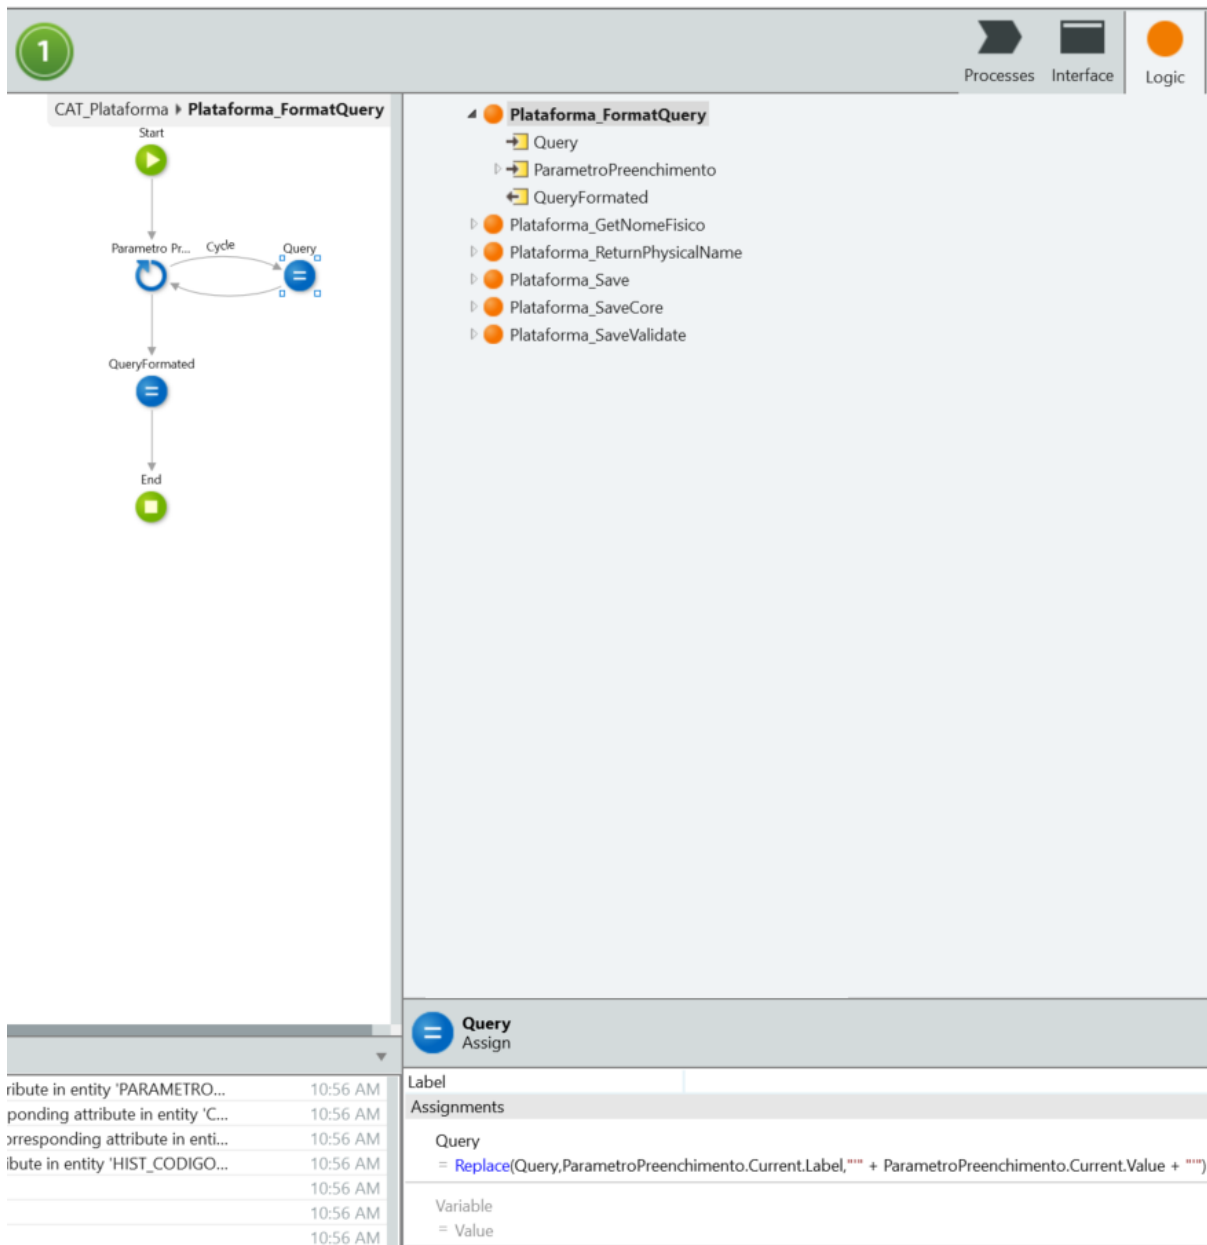 1
Processes
Interface
Logic
CAT_Plataforma Plataforma_FormatQuery
Start
Parametro Pr...
Cycle
Query
QueryFormated
End
Plataforma_FormatQuery
Query
ParametroPreenchimento
QueryFormated
Plataforma_GetNomeFisico
Plataforma_ReturnPhysicalName
Plataforma_Save
Plataforma_SaveCore
Plataforma_SaveValidate
ribute in entity 'PARAMETRO... 10:56 AM
ponding attribute in entity 'C... 10:56 AM
orresponding attribute in enti... 10:56 AM
ibute in entity 'HIST_CODIGO... 10:56 AM
10:56 AM
10:56 AM
10:56 AM
Query
Assign
Label
Assignments
Query
= Replace(Query,ParametroPreenchimento.Current.Label,"'" + ParametroPreenchimento.Current.Value + "'")
Variable
= Value